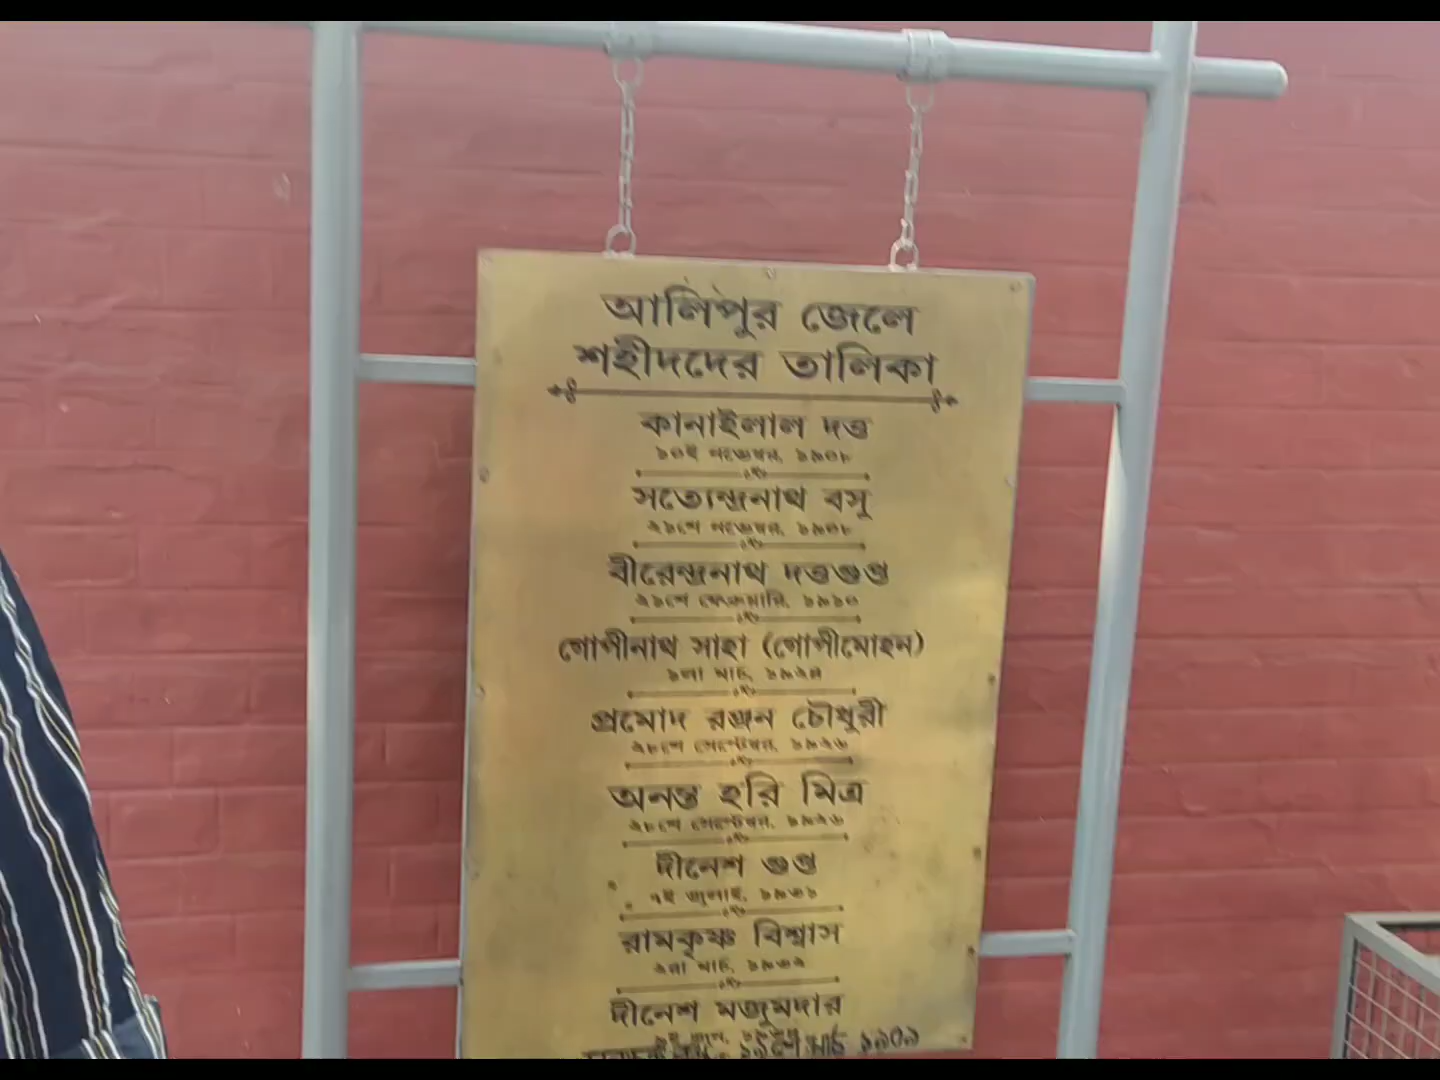 আলিপুর জেলে
শহীদদের তালিকা
কানাইলাল দত্ত
১০ই নভেম্বর, ১৯০৮
সত্যেন্দ্রনাথ বসু
২১শে নভেম্বর, ১৯০৮
বীরেন্দ্রনাথ দত্তগুপ্ত
২১শে ফেব্রুয়ারি, ১৯১০
গোপীনাথ সাহা (গোপীমোহন)
১লা মার্চ, ১৯২৪
প্রমোদ রঞ্জন চৌধুরী
২৮শে সেপ্টেম্বর, ১৯২৬
অনন্ত হরি মিত্র
২৮শে সেপ্টেম্বর, ১৯২৬
দীনেশ গুপ্ত
৭ই জুলাই, ১৯৩১
রামকৃষ্ণ বিশ্বাস
২রা মার্চ, ১৯৩২
দীনেশ মজুমদার